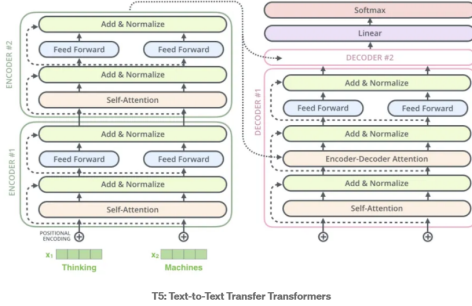 ENCODER #2
Add & Normalize
Feed Forward
Feed Forward
Add & Normalize
Self-Attention
ENCODER #1
Add & Normalize
Feed Forward
Feed Forward
Add & Normalize
Self-Attention
POSITIONAL
ENCODING
x₁
x₂
Thinking
Machines
Softmax
Linear
DECODER #2
DECODER #1
Add & Normalize
Feed Forward
Feed Forward
Add & Normalize
Encoder-Decoder Attention
Add & Normalize
Self-Attention
T5: Text-to-Text Transfer Transformers